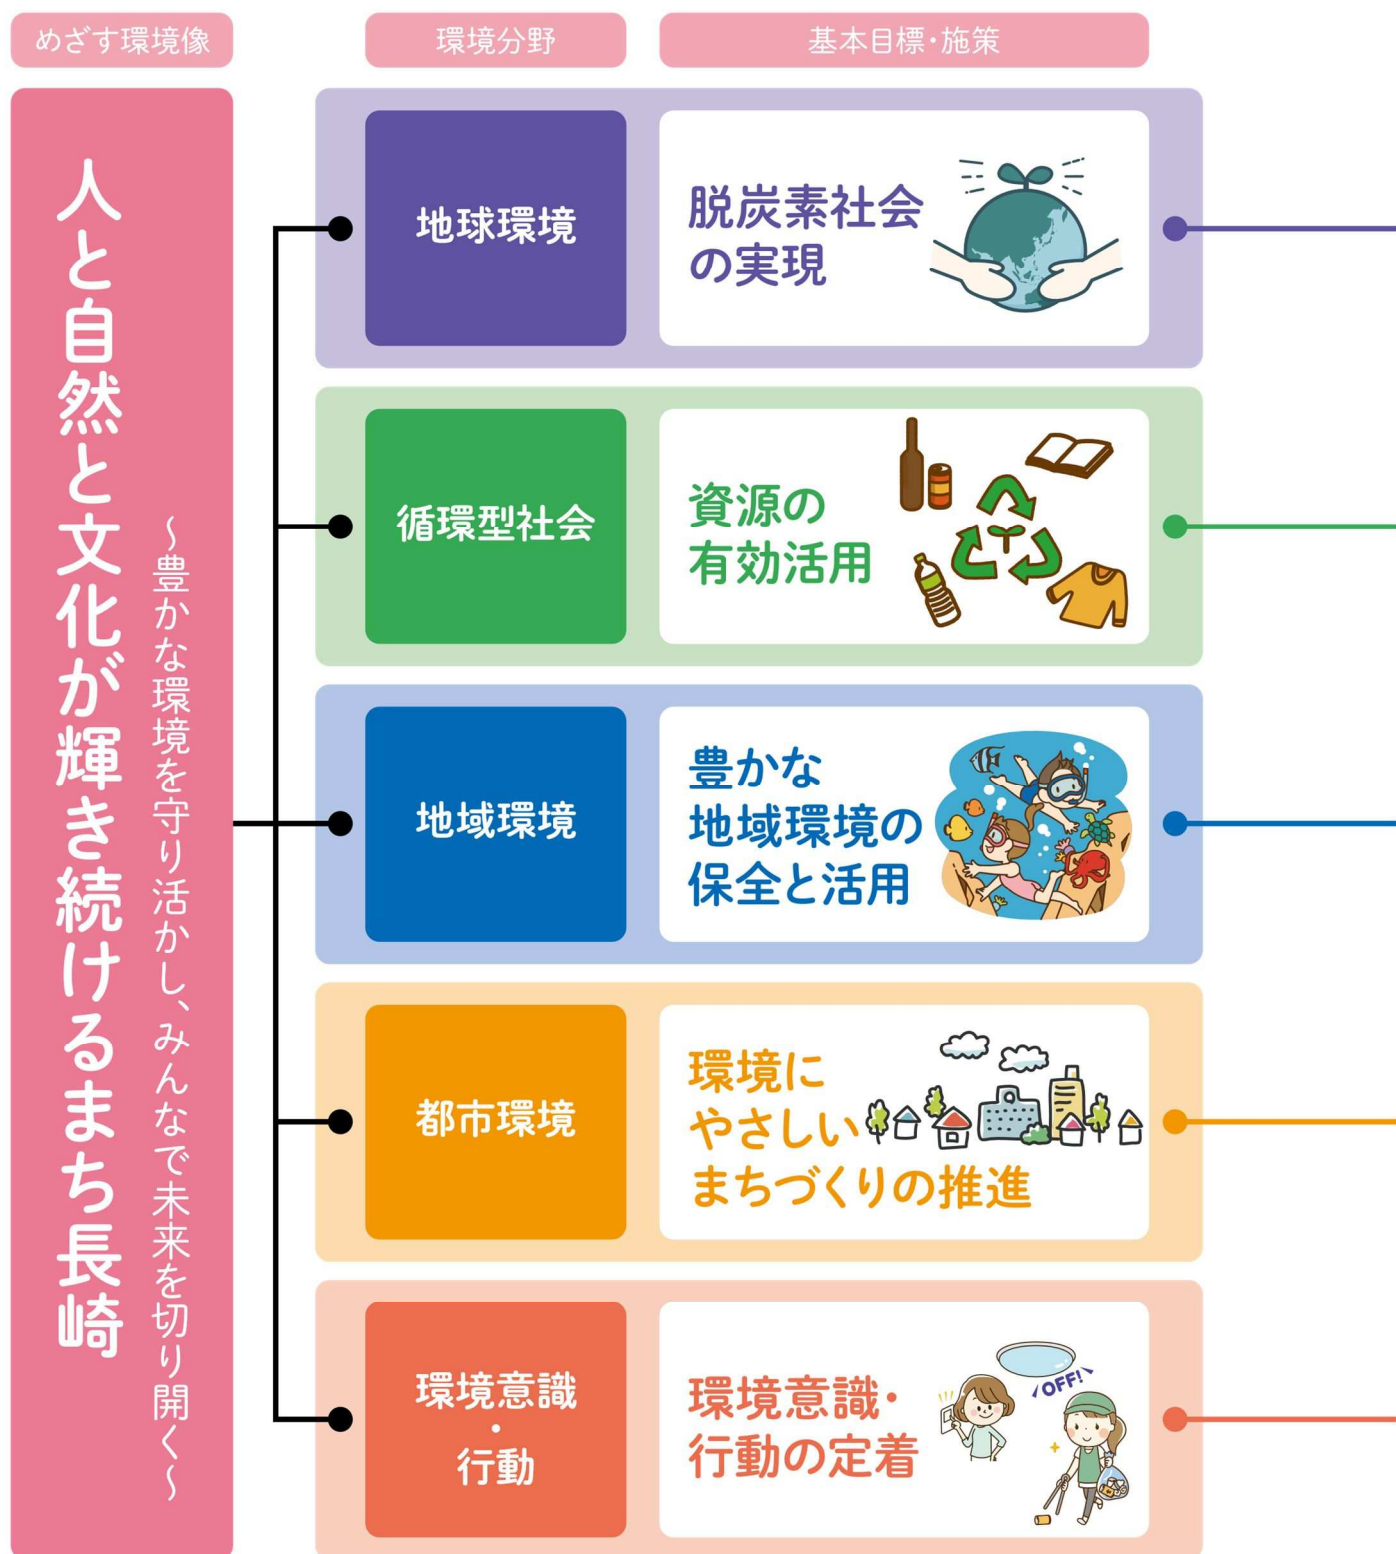 めざす環境像
環境分野
基本目標・施策
人と自然と文化が輝き続けるまち長崎
～豊かな環境を守り活かし、みんなで未来を切り開く～
地球環境
脱炭素社会
の実現
循環型社会
資源の
有効活用
地域環境
豊かな
地域環境の
保全と活用
都市環境
環境に
やさしい
まちづくりの推進
環境意識
・
行動
環境意識・
行動の定着
OFF!